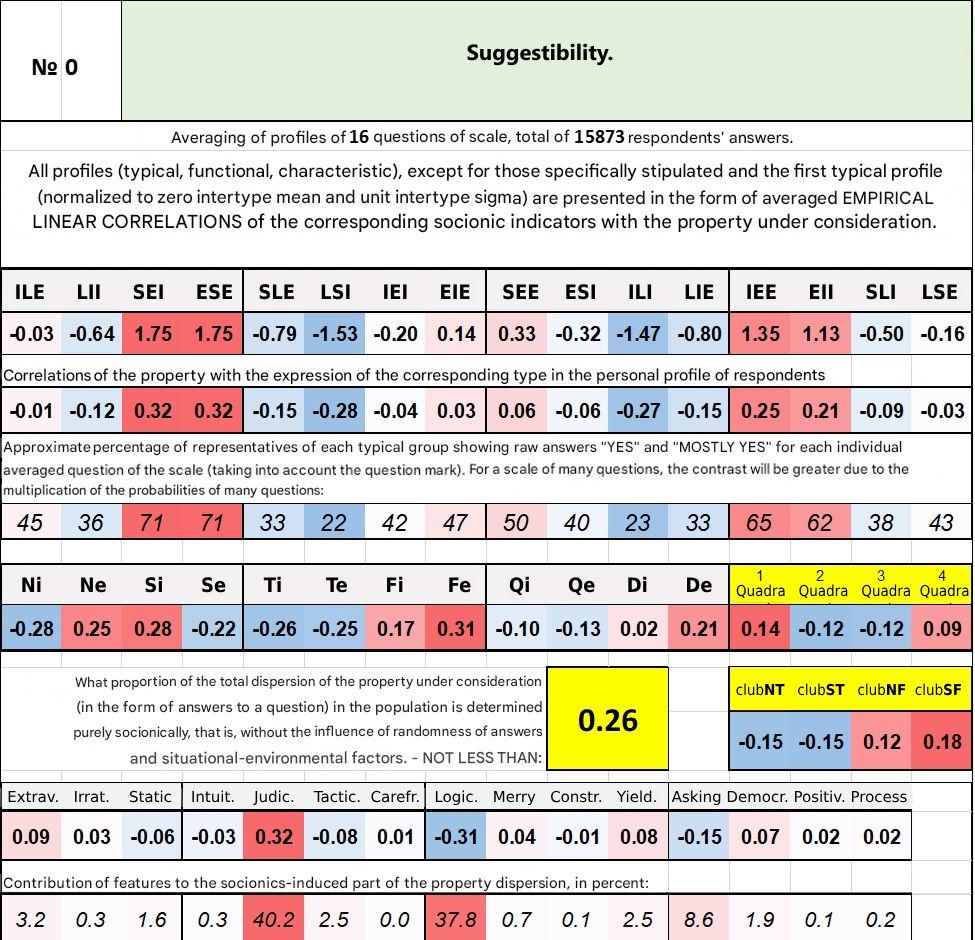 № 0
Suggestibility.
Averaging of profiles of 16 questions of scale, total of 15873 respondents' answers.
All profiles (typical, functional, characteristic), except for those specifically stipulated and the first typical profile
(normalized to zero intertype mean and unit intertype sigma) are presented in the form of averaged EMPIRICAL
LINEAR CORRELATIONS of the corresponding socionic indicators with the property under consideration.
ILE LII SEI ESE SLE LSI IEI EIE SEE ESI ILI LIE IEE EII SLI LSE
-0.03 -0.64 1.75 1.75 -0.79 -1.53 -0.20 0.14 0.33 -0.32 -1.47 -0.80 1.35 1.13 -0.50 -0.16
Correlations of the property with the expression of the corresponding type in the personal profile of respondents
-0.01 -0.12 0.32 0.32 -0.15 -0.28 -0.04 0.03 0.06 -0.06 -0.27 -0.15 0.25 0.21 -0.09 -0.03
Approximate percentage of representatives of each typical group showing raw answers "YES" and "MOSTLY YES" for each individual
averaged question of the scale (taking into account the question mark). For a scale of many questions, the contrast will be greater due to the
multiplication of the probabilities of many questions:
45 36 71 71 33 22 42 47 50 40 23 33 65 62 38 43
Ni Ne Si Se Ti Te Fi Fe Qi Qe Di De 1 Quadra 2 Quadra 3 Quadra 4 Quadra
-0.28 0.25 0.28 -0.22 -0.26 -0.25 0.17 0.31 -0.10 -0.13 0.02 0.21 0.14 -0.12 -0.12 0.09
What proportion of the total dispersion of the property under consideration
(in the form of answers to a question) in the population is determined
purely socionically, that is, without the influence of randomness of answers
and situational-environmental factors. - NOT LESS THAN:
0.26
clubNT clubST clubNF clubSF
-0.15 -0.15 0.12 0.18
Extrav. Irrat. Static Intuit. Judic. Tactic. Carefr. Logic. Merry Constr. Yield. Asking Democr. Positiv. Process
0.09 0.03 -0.06 -0.03 0.32 -0.08 0.01 -0.31 0.04 -0.01 0.08 -0.15 0.07 0.02 0.02
Contribution of features to the socionics-induced part of the property dispersion, in percent:
3.2 0.3 1.6 0.3 40.2 2.5 0.0 37.8 0.7 0.1 2.5 8.6 1.9 0.1 0.2